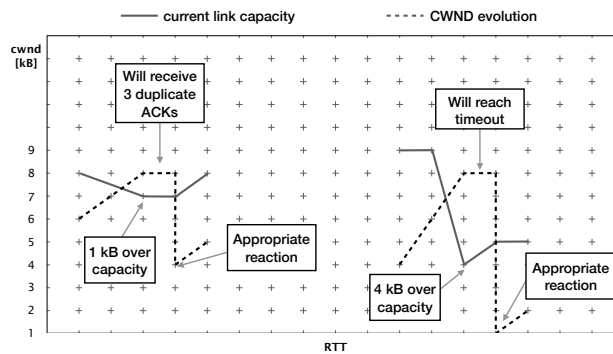 current link capacity
CWND evolution
cwnd
[kB]
Will receive
3 duplicate
ACKs
Will reach
timeout
9
8
7
6
5
4
3
2
1
1 kB over
capacity
Appropriate
reaction
4 kB over
capacity
Appropriate
reaction
RTT